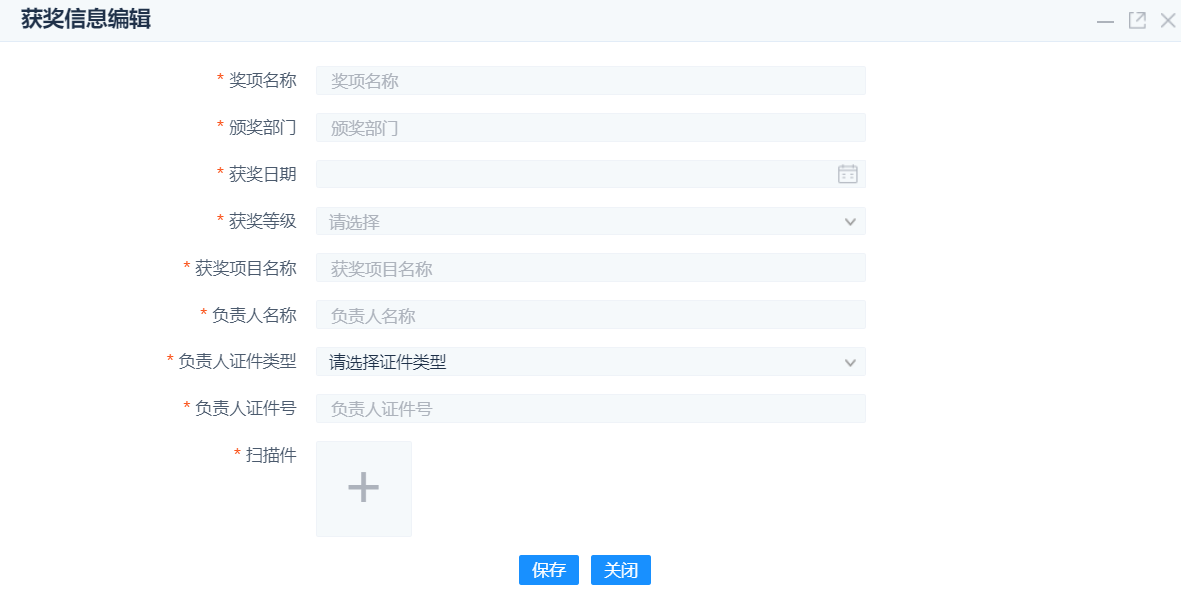 获奖信息编辑
* 奖项名称 奖项名称
* 颁奖部门 颁奖部门
* 获奖日期
* 获奖等级 请选择
* 获奖项目名称 获奖项目名称
* 负责人名称 负责人名称
* 负责人证件类型 请选择证件类型
* 负责人证件号 负责人证件号
* 扫描件
保存 关闭